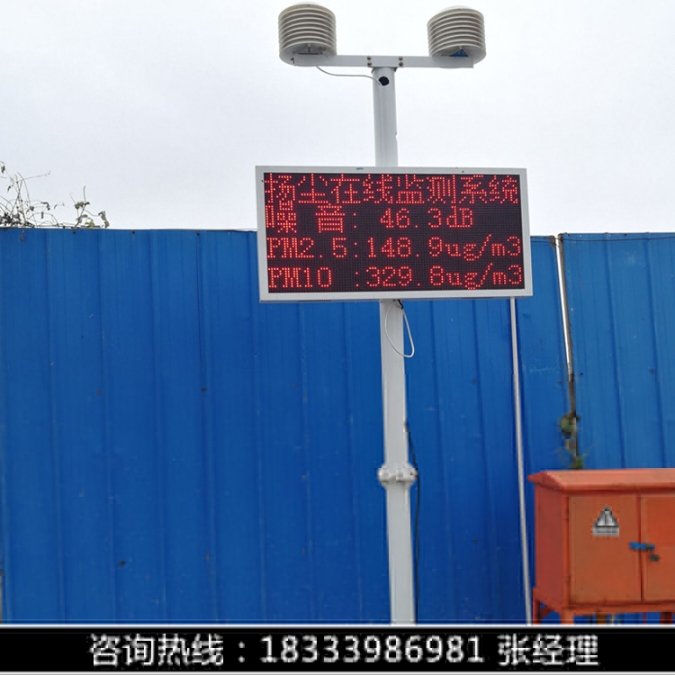 扬尘在线监测系统
噪 音: 46.3dB
PM2.5:148.9ug/m3
PM10 :329.8ug/m3
咨询热线：18333986981 张经理